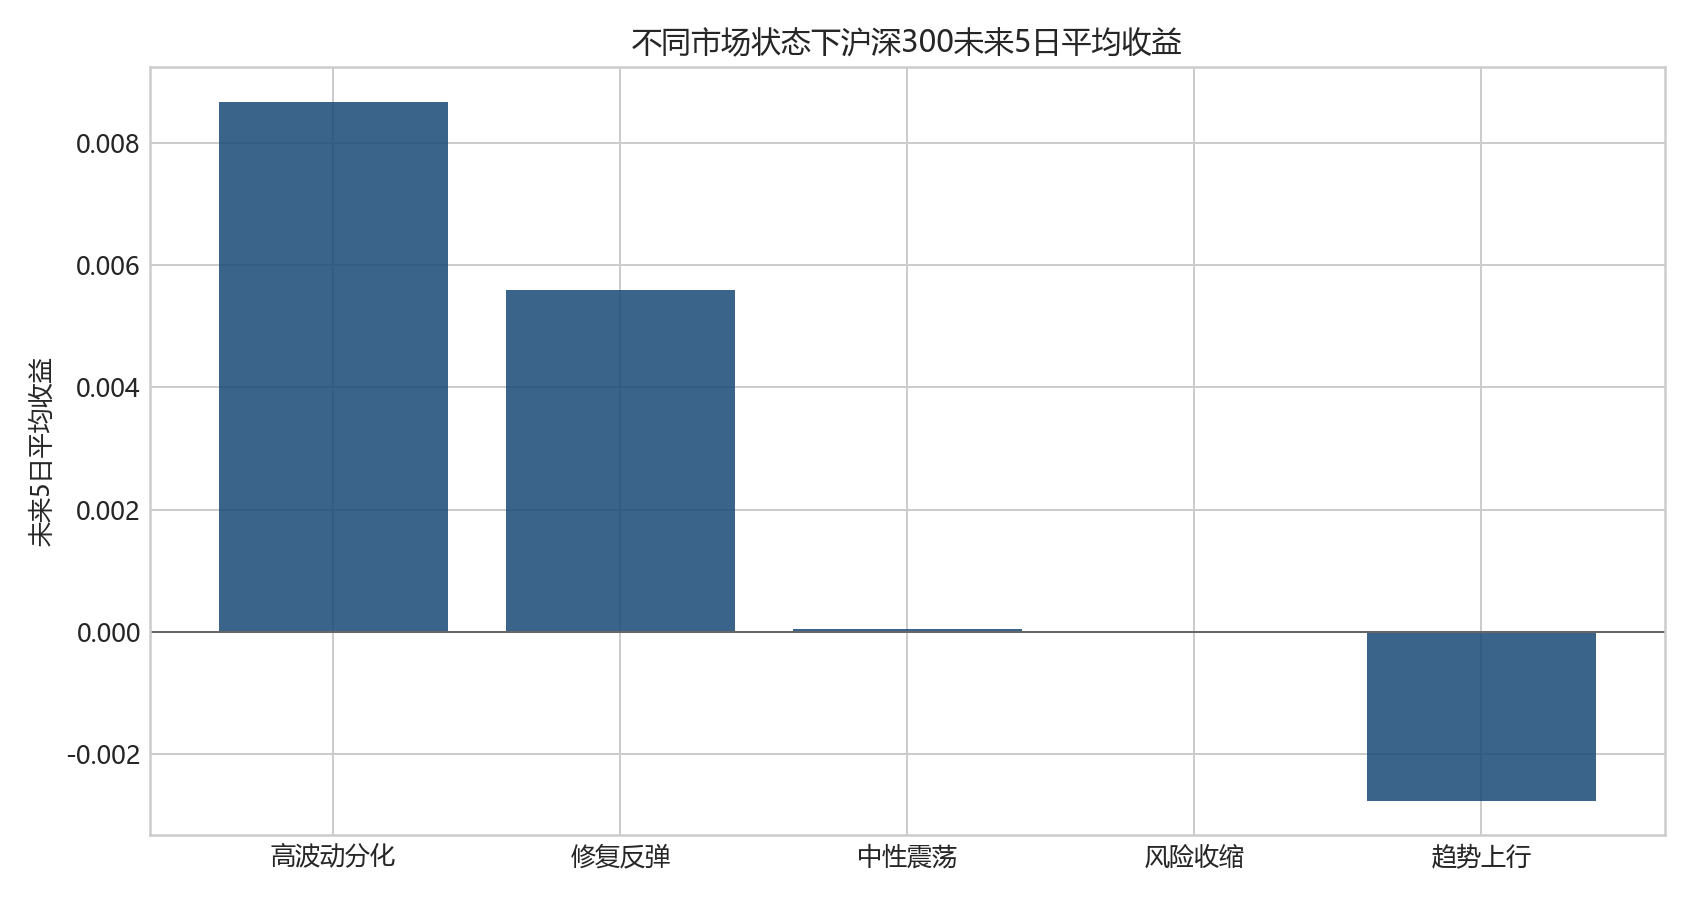 不同市场状态下沪深300未来5日平均收益
未来5日平均收益
0.008
0.006
0.004
0.002
0.000
-0.002
高波动分化
修复反弹
中性震荡
风险收缩
趋势上行